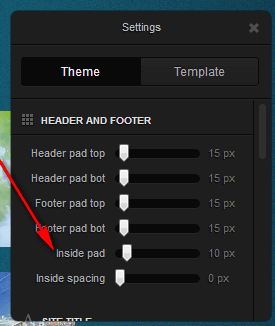 Settings
Theme
Template
HEADER AND FOOTER
Header pad top 15 px
Header pad bot 15 px
Footer pad top 15 px
Footer pad bot 15 px
Inside pad 10 px
Inside spacing 0 px
SITE TITLE